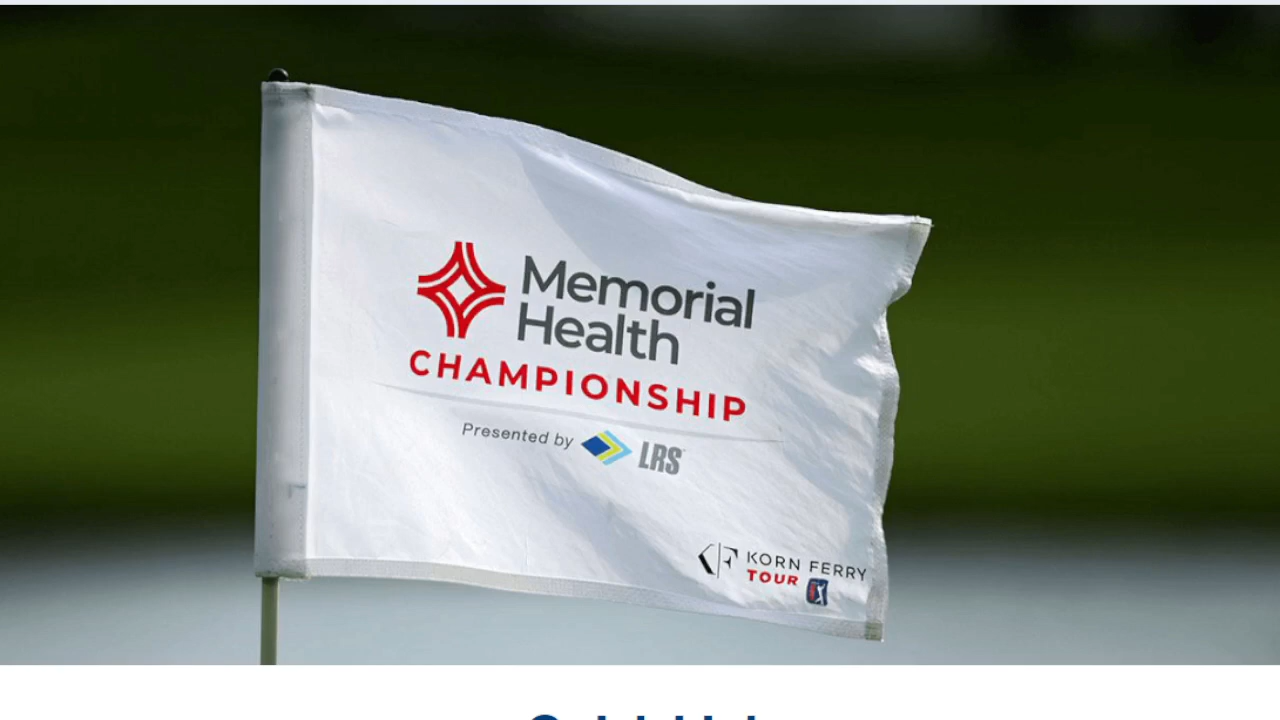 Memorial
Health
CHAMPIONSHIP
Presented by LRS
KORN FERRY
TOUR